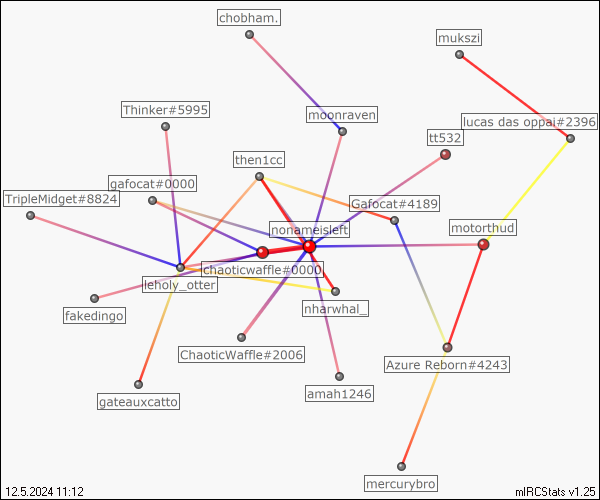 chobham.
mukszi
Thinker#5995
moonraven
lucas das oppai#2396
tt532
then1cc
gafocat#0000
TripleMidget#8824
Gafocat#4189
nonameisleft
motorthud
chaoticwaffle#0000
leholy_otter
fakedingo
nharwhal_
ChaoticWaffle#2006
Azure Reborn#4243
amah1246
gateauxcatto
mercurybro
12.5.2024 11:12
mIRCStats v1.25